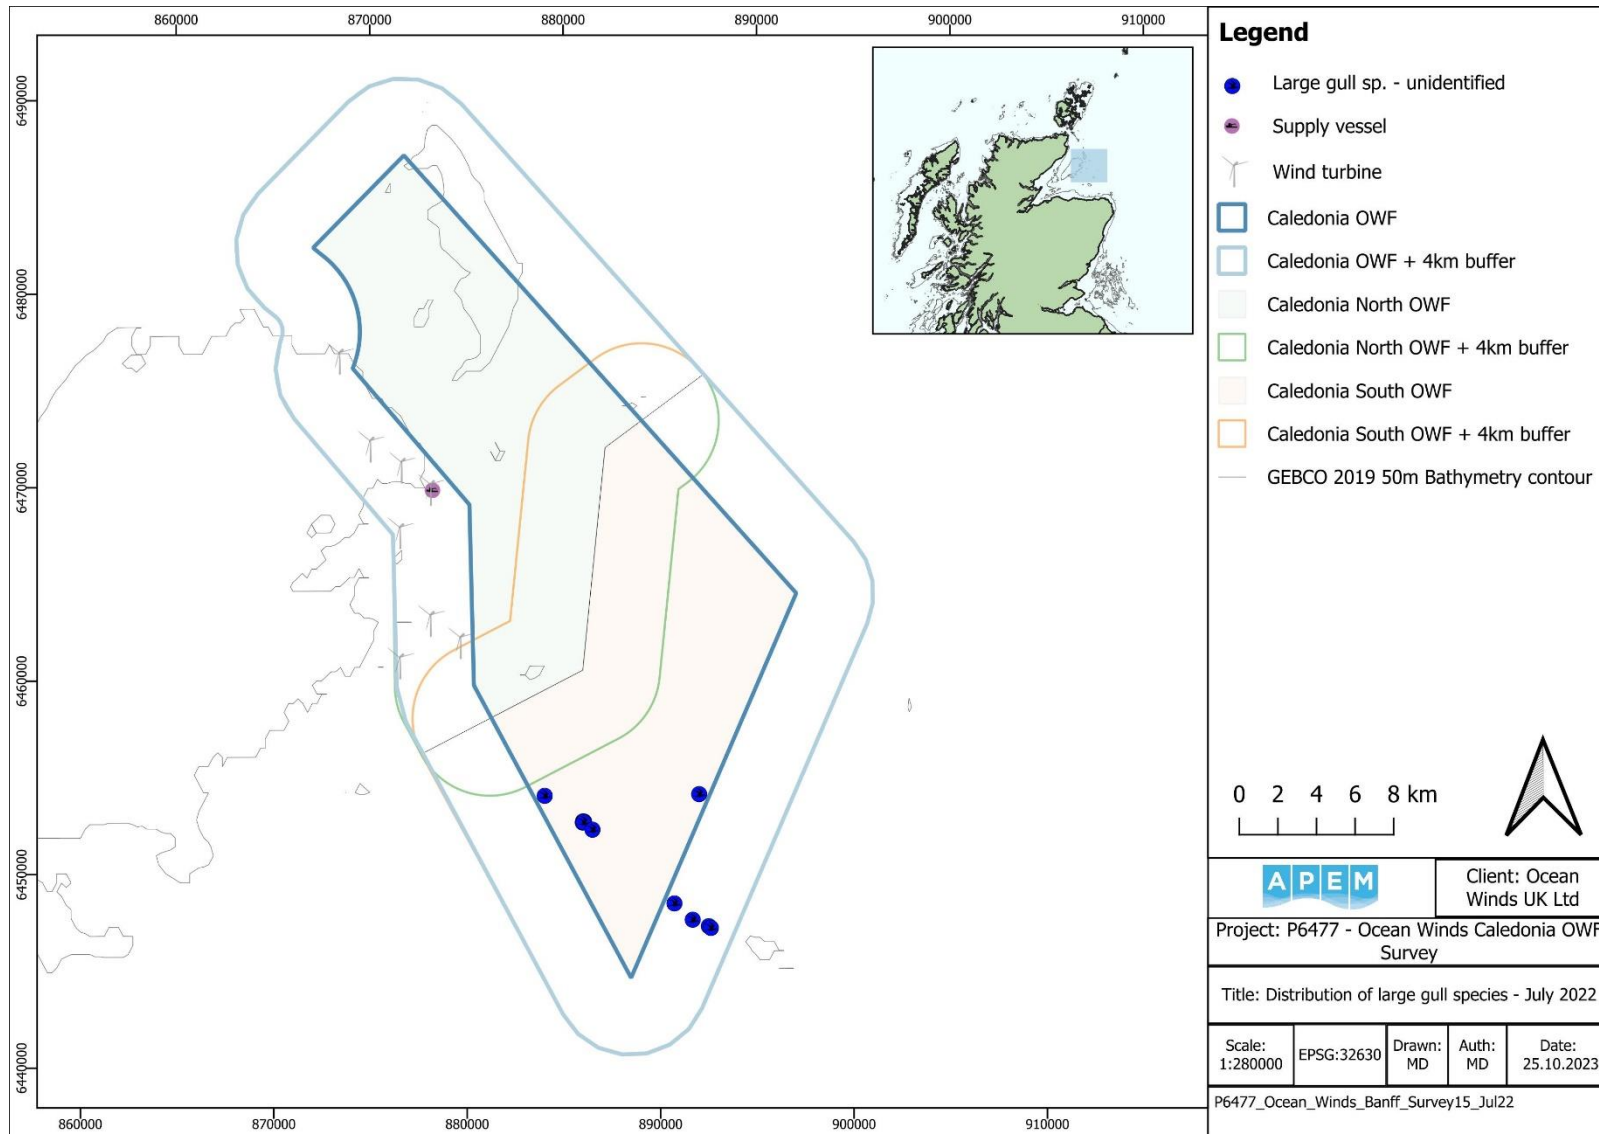 860000 870000 880000 890000 900000 910000
6490000
6480000
6470000
6460000
6450000
6440000
860000 870000 880000 890000 900000 910000
Legend
Large gull sp. - unidentified
Supply vessel
Wind turbine
Caledonia OWF
Caledonia OWF + 4km buffer
Caledonia North OWF
Caledonia North OWF + 4km buffer
Caledonia South OWF
Caledonia South OWF + 4km buffer
GEBCO 2019 50m Bathymetry contour
0 2 4 6 8 km
APEM
Client: Ocean
Winds UK Ltd
Project: P6477 - Ocean Winds Caledonia OWF
Survey
Title: Distribution of large gull species - July 2022
Scale:
1:280000
EPSG:32630
Drawn:
MD
Auth:
MD
Date:
25.10.2023
P6477_Ocean_Winds_Banff_Survey15_Jul22